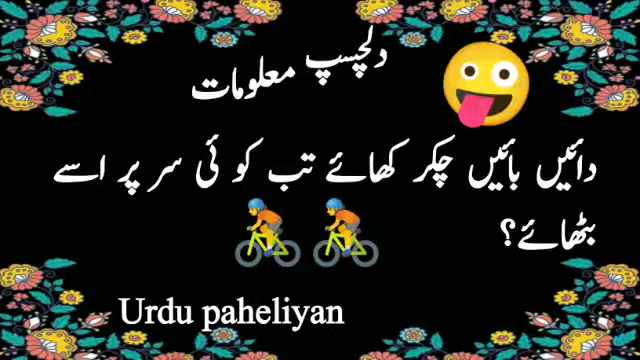 دلچسپ معلومات
دائیں بائیں چکر کھائے تب کوئی سر پر اسے
بٹھائے؟
Urdu paheliyan